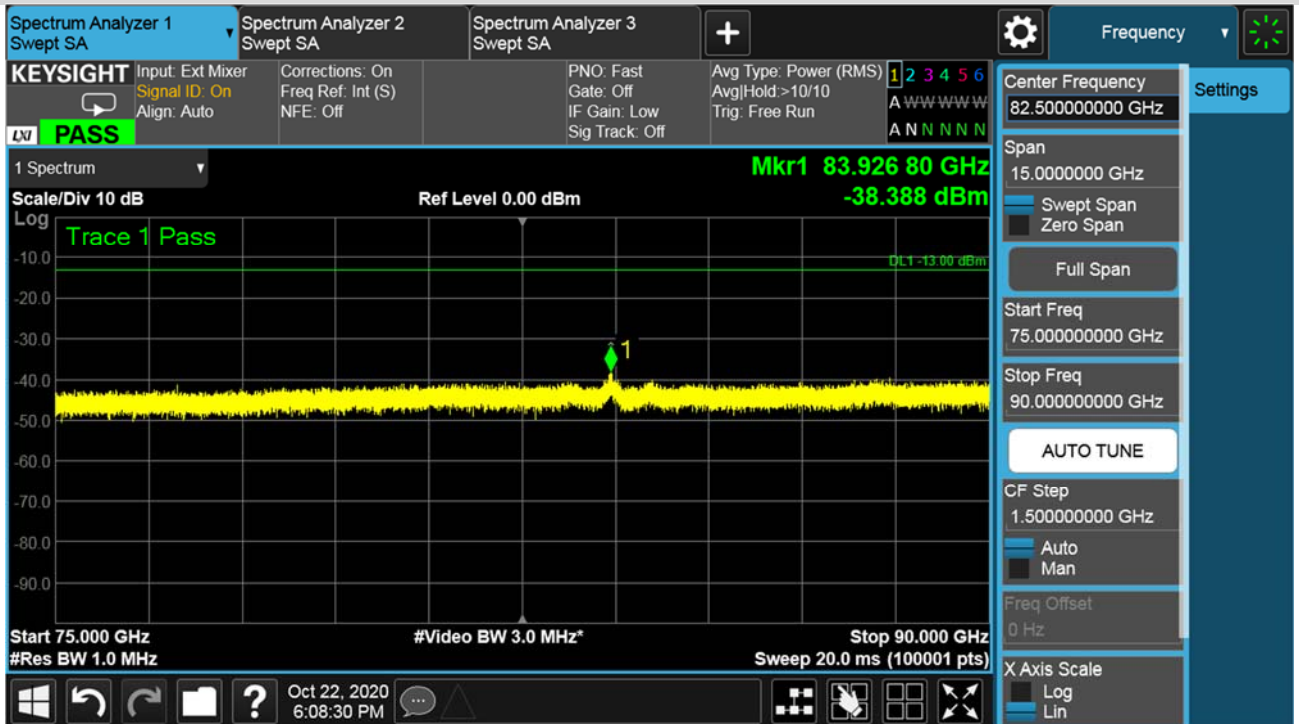 Spectrum Analyzer 1
Swept SA
Spectrum Analyzer 2
Swept SA
Spectrum Analyzer 3
Swept SA
+
Frequency
KEYSIGHT
LXI PASS
Input: Ext Mixer
Signal ID: On
Align: Auto
Corrections: On
Freq Ref: Int (S)
NFE: Off
PNO: Fast
Gate: Off
IF Gain: Low
Sig Track: Off
Avg Type: Power (RMS)
Avg|Hold:>10/10
Trig: Free Run
1 2 3 4 5 6
A W W W W W
A N N N N N
1 Spectrum
Scale/Div 10 dB
Ref Level 0.00 dBm
Mkr1 83.926 80 GHz
-38.388 dBm
Log
Trace 1 Pass
DL1 -13.00 dBm
1
-10.0
-20.0
-30.0
-40.0
-50.0
-60.0
-70.0
-80.0
-90.0
Start 75.000 GHz
#Res BW 1.0 MHz
#Video BW 3.0 MHz*
Stop 90.000 GHz
Sweep 20.0 ms (100001 pts)
Center Frequency
82.500000000 GHz
Span
15.0000000 GHz
Swept Span
Zero Span
Full Span
Start Freq
75.000000000 GHz
Stop Freq
90.000000000 GHz
AUTO TUNE
CF Step
1.500000000 GHz
Auto
Man
Freq Offset
0 Hz
X Axis Scale
Log
Lin
Settings
?
Oct 22, 2020
6:08:30 PM